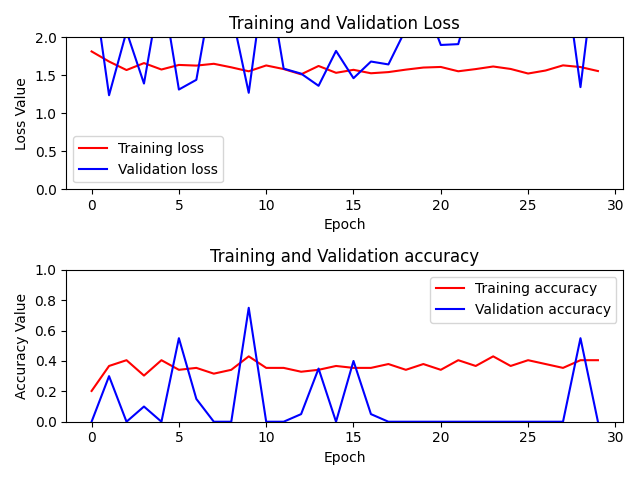 Training and Validation Loss
2.0
1.5
1.0
0.5
0.0
Loss Value
Training loss
Validation loss
0 5 10 15 20 25 30
Epoch
Training and Validation accuracy
1.0
0.8
0.6
0.4
0.2
0.0
Accuracy Value
Training accuracy
Validation accuracy
0 5 10 15 20 25 30
Epoch